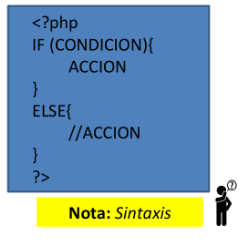 <?php
IF (CONDICION){
ACCION
}
ELSE{
//ACCION
}
?>
Nota: Sintaxis
?